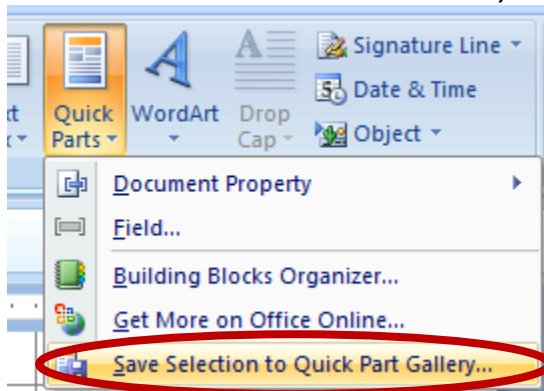 Signature Line
Date & Time
Object
Quick Parts
WordArt
Drop Cap
Document Property
Field...
Building Blocks Organizer...
Get More on Office Online...
Save Selection to Quick Part Gallery...